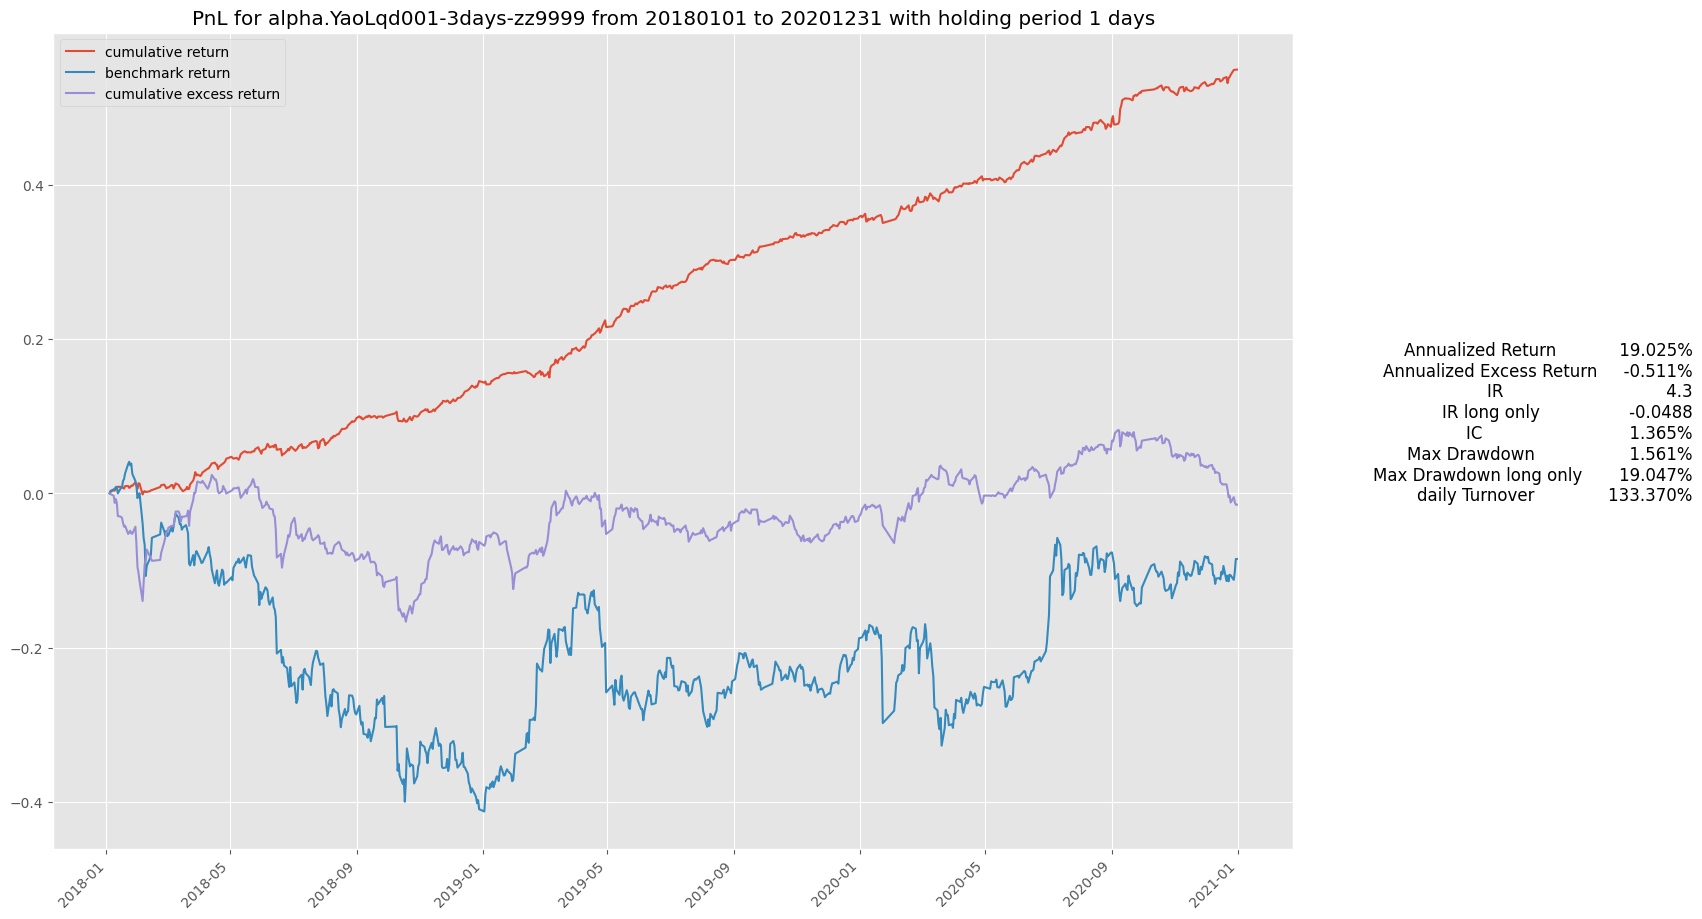 PnL for alpha.YaoLqd001-3days-zz9999 from 20180101 to 20201231 with holding period 1 days
cumulative return
benchmark return
cumulative excess return
0.4
0.2
0.0
−0.2
−0.4
2018-01
2018-05
2018-09
2019-01
2019-05
2019-09
2020-01
2020-05
2020-09
2021-01
Annualized Return 19.025%
Annualized Excess Return -0.511%
IR 4.3
IR long only -0.0488
IC 1.365%
Max Drawdown 1.561%
Max Drawdown long only 19.047%
daily Turnover 133.370%